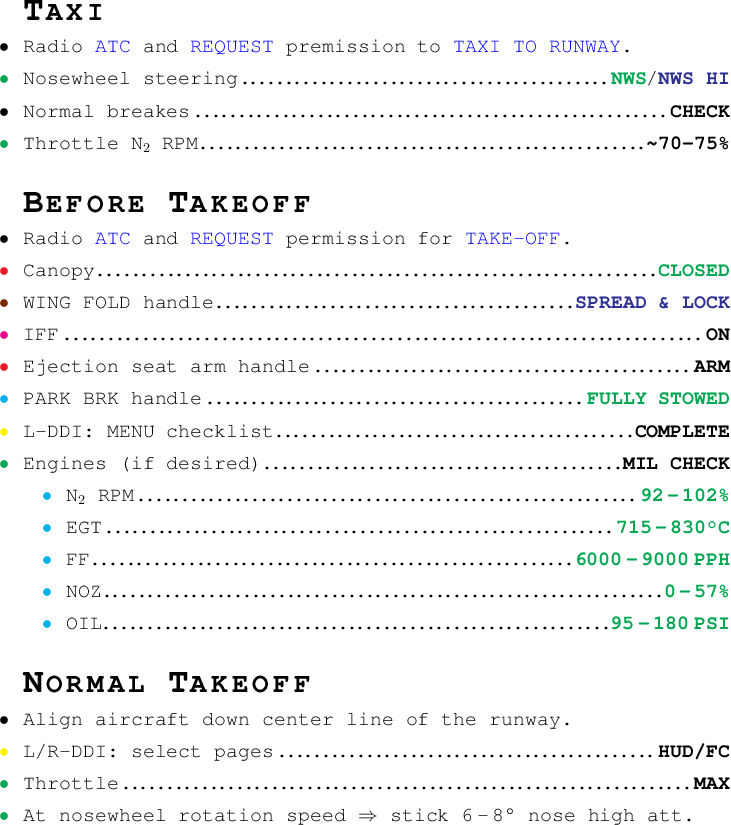 TAXI
• Radio ATC and REQUEST premission to TAXI TO RUNWAY.
• Nosewheel steering........................................NWS/NWS HI
• Normal breakes....................................................CHECK
• Throttle N₂ RPM.................................................~70-75%
BEFORE TAKEOFF
• Radio ATC and REQUEST permission for TAKE-OFF.
• Canopy..............................................................CLOSED
• WING FOLD handle.......................................SPREAD & LOCK
• IFF......................................................................ON
• Ejection seat arm handle.........................................ARM
• PARK BRK handle.........................................FULLY STOWED
• L-DDI: MENU checklist.......................................COMPLETE
• Engines (if desired).......................................MIL CHECK
• N₂ RPM.......................................................92–102%
• EGT........................................................715–830°C
• FF.....................................................6000–9000 PPH
• NOZ.............................................................0–57%
• OIL.......................................................95–180 PSI
NORMAL TAKEOFF
• Align aircraft down center line of the runway.
• L/R-DDI: select pages.........................................HUD/FC
• Throttle..............................................................MAX
• At nosewheel rotation speed ⇒ stick 6–8° nose high att.